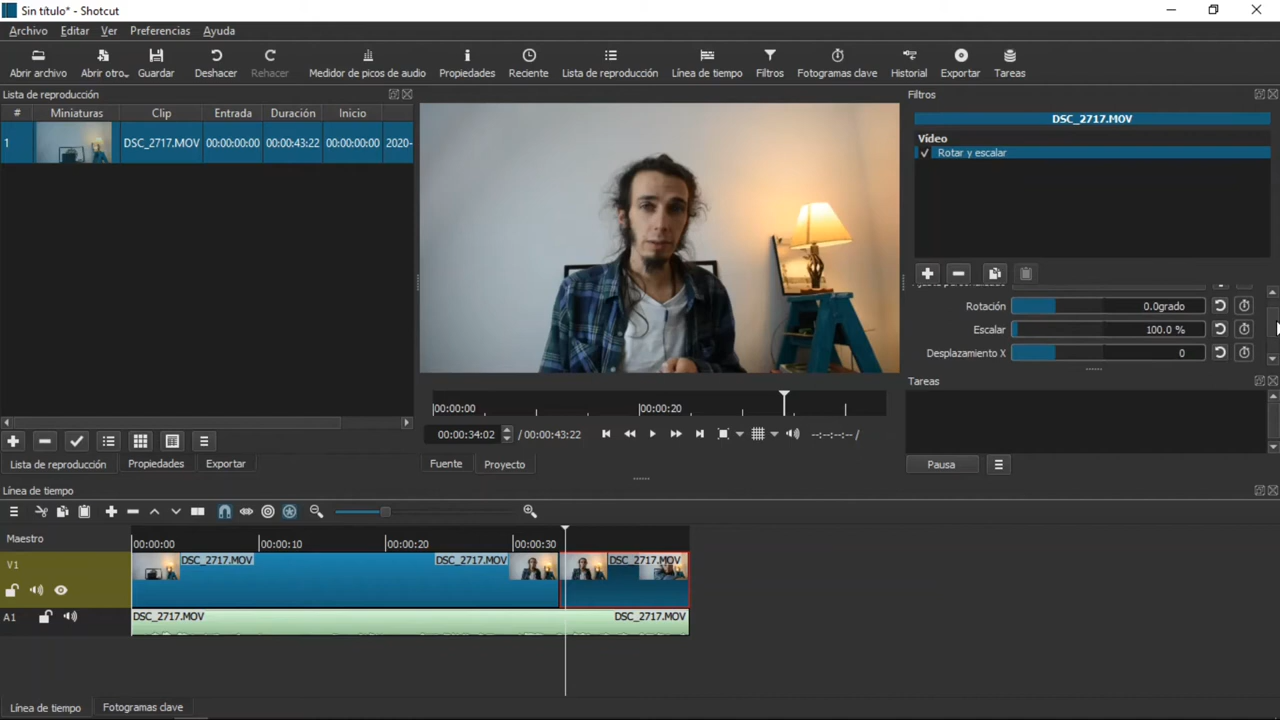 Sin título* - Shotcut
Archivo Editar Ver Preferencias Ayuda
Abrir archivo Abrir otro.. Guardar Deshacer Rehacer Medidor de picos de audio Propiedades Reciente Lista de reproducción Línea de tiempo Filtros Fotogramas clave Historial Exportar Tareas
Lista de reproducción
# Miniaturas Clip Entrada Duración Inicio
1 DSC_2717.MOV 00:00:00:00 00:00:43:22 00:00:00:00 2020-
Filtros
DSC_2717.MOV
Vídeo
Rotar y escalar
Ajuste personalizado
Rotación 0.0grado
Escalar 100.0 %
Desplazamiento X 0
Tareas
Pausa
00:00:00 00:00:20
00:00:34:02 / 00:00:43:22 --:--:--:-- /
Lista de reproducción Propiedades Exportar
Fuente Proyecto
Línea de tiempo
Maestro
00:00:00 00:00:10 00:00:20 00:00:30
V1 DSC_2717.MOV DSC_2717.MOV DSC_2717.MOV
A1 DSC_2717.MOV DSC_2717.MOV
Línea de tiempo Fotogramas clave